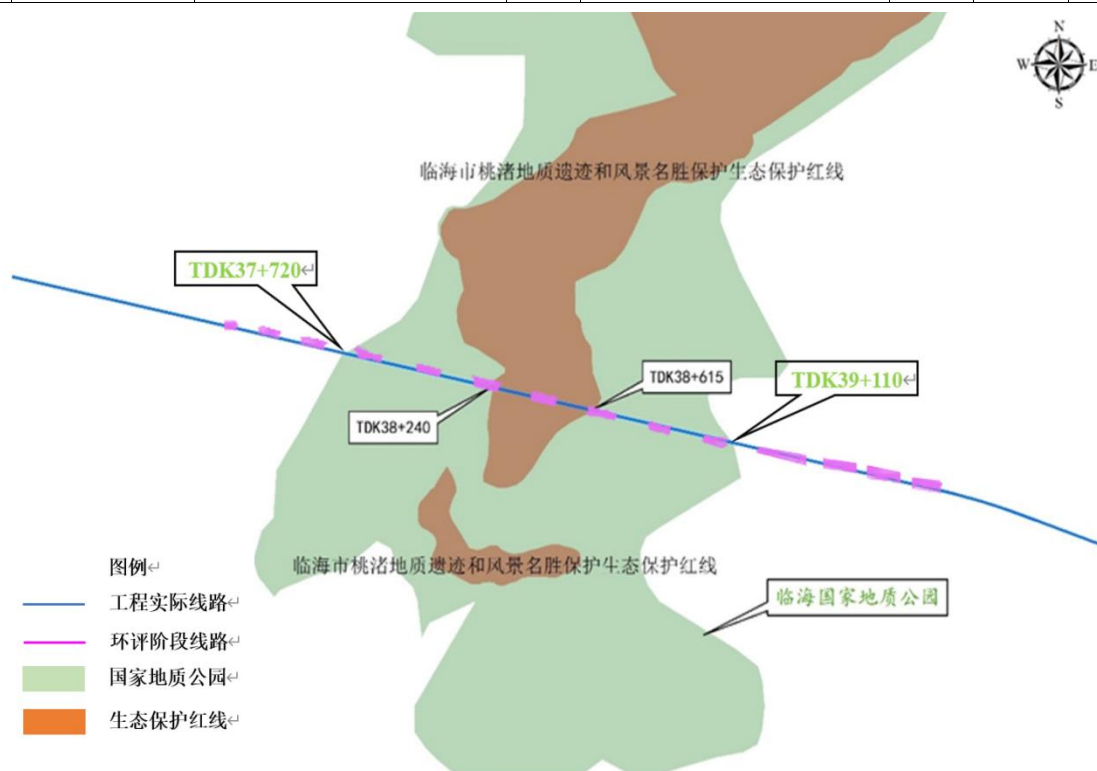 N
W
E
S
临海市桃渚地质遗迹和风景名胜保护生态保护红线
TDK37+720↵
TDK38+615
TDK39+110↵
TDK38+240
临海市桃渚地质遗迹和风景名胜保护生态保护红线
临海国家地质公园
图例↵
工程实际线路↵
环评阶段线路↵
国家地质公园↵
生态保护红线↵